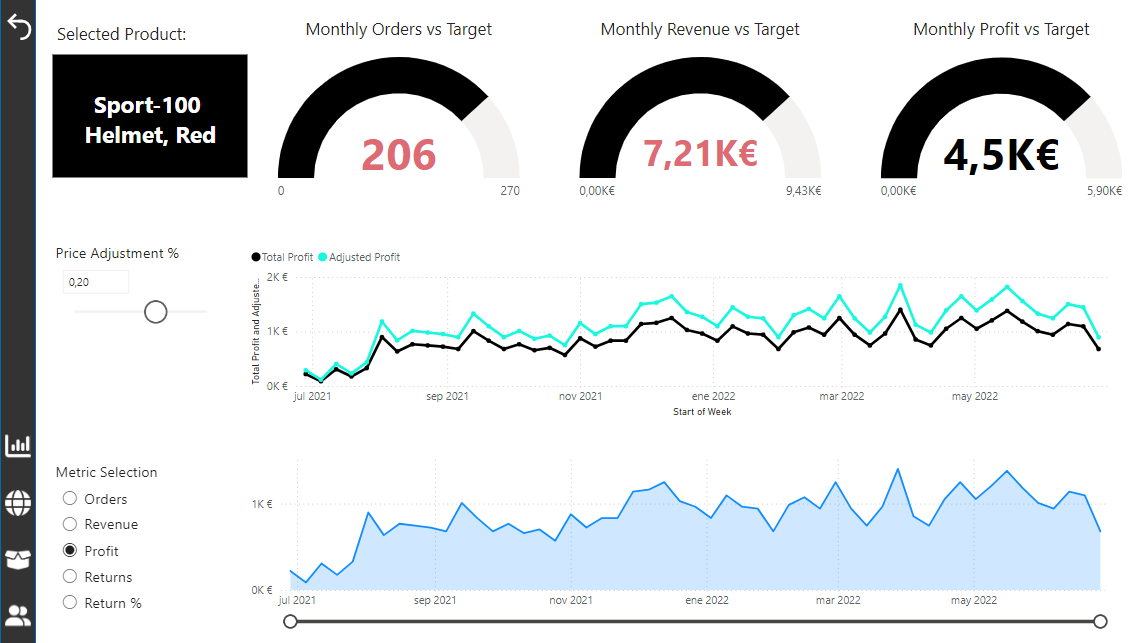 Selected Product:
Sport-100
Helmet, Red
Monthly Orders vs Target
206
0
270
Monthly Revenue vs Target
7,21K€
0,00K€
9,43K€
Monthly Profit vs Target
4,5K€
0,00K€
5,90K€
Price Adjustment %
0,20
Total Profit
Adjusted Profit
Total Profit and Adjuste...
2K €
1K €
0K €
jul 2021
sep 2021
nov 2021
ene 2022
mar 2022
may 2022
Start of Week
Metric Selection
Orders
Revenue
Profit
Returns
Return %
1K €
0K €
jul 2021
sep 2021
nov 2021
ene 2022
mar 2022
may 2022